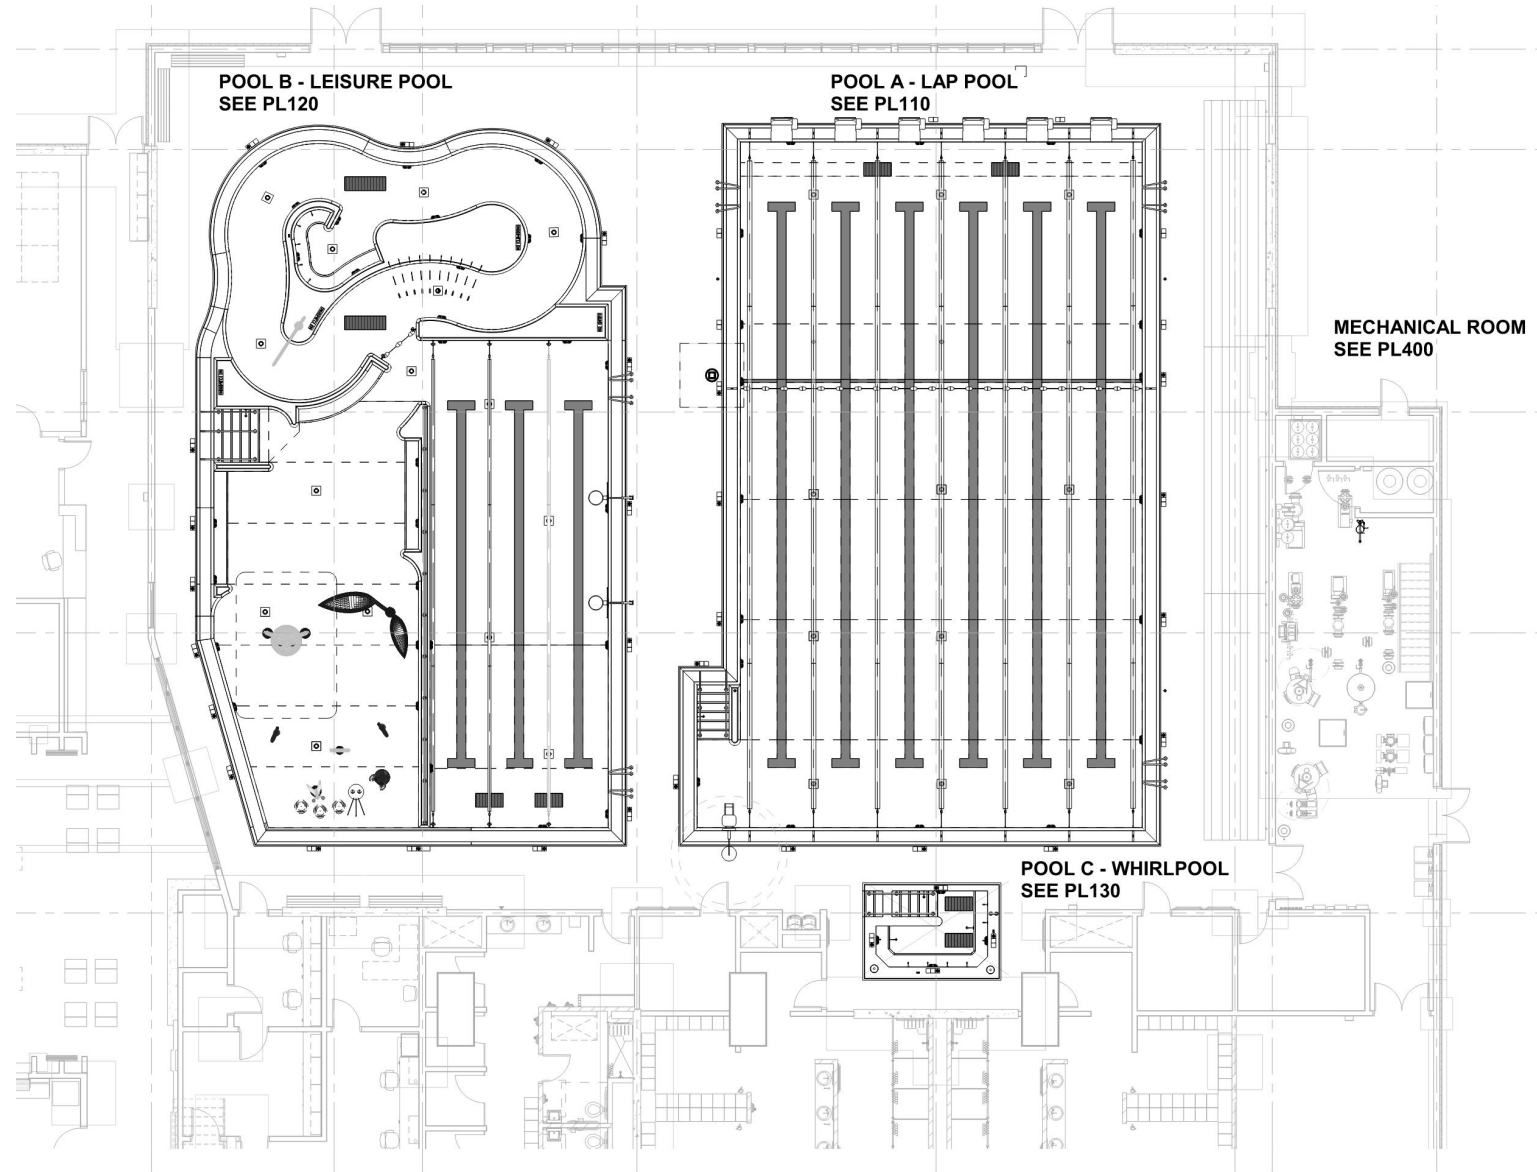 POOL B - LEISURE POOL
SEE PL120
POOL A - LAP POOL
SEE PL110
MECHANICAL ROOM
SEE PL400
POOL C - WHIRLPOOL
SEE PL130